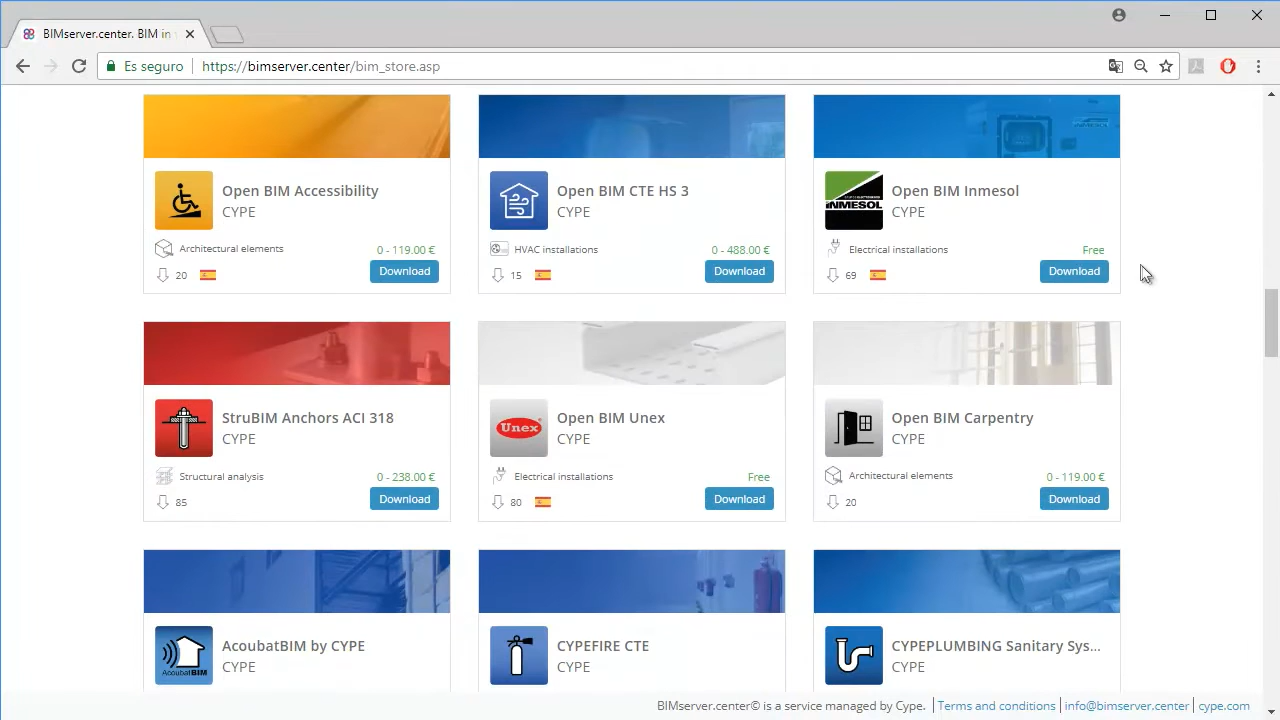 BIMserver.center. BIM in
Es seguro
https://bimserver.center/bim_store.asp
Open BIM Accessibility
CYPE
Architectural elements
0 - 119.00 €
20
Download
Open BIM CTE HS 3
CYPE
HVAC installations
0 - 488.00 €
15
Download
INMESOL
Open BIM Inmesol
CYPE
Electrical installations
Free
69
Download
StruBIM Anchors ACI 318
CYPE
Structural analysis
0 - 238.00 €
85
Download
Unex
Open BIM Unex
CYPE
Electrical installations
Free
80
Download
Open BIM Carpentry
CYPE
Architectural elements
0 - 119.00 €
20
Download
AcoubatBIM
AcoubatBIM by CYPE
CYPE
CYPEFIRE CTE
CYPE
CYPEPLUMBING Sanitary Sys...
CYPE
BIMserver.center© is a service managed by Cype.
Terms and conditions
info@bimserver.center
cype.com